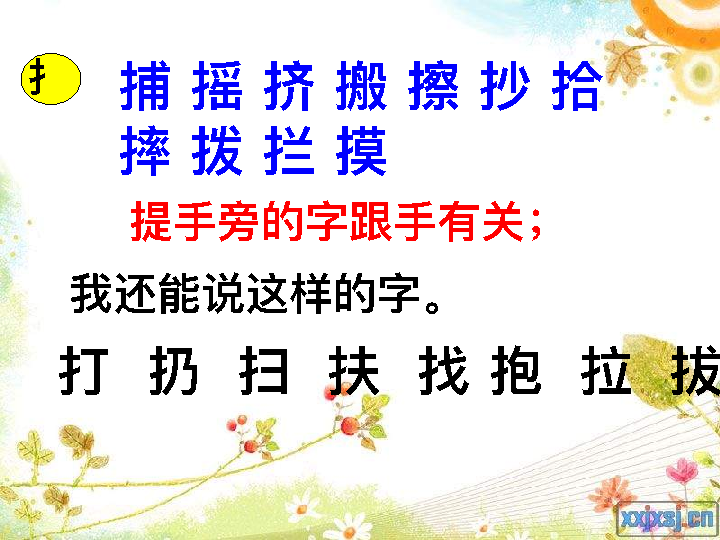 扌
捕 摇 挤 搬 擦 抄 拾
摔 拨 拦 摸
提手旁的字跟手有关；
我还能说这样的字。
打 扔 扫 扶 找 抱 拉 拔
xxjxsj.cn